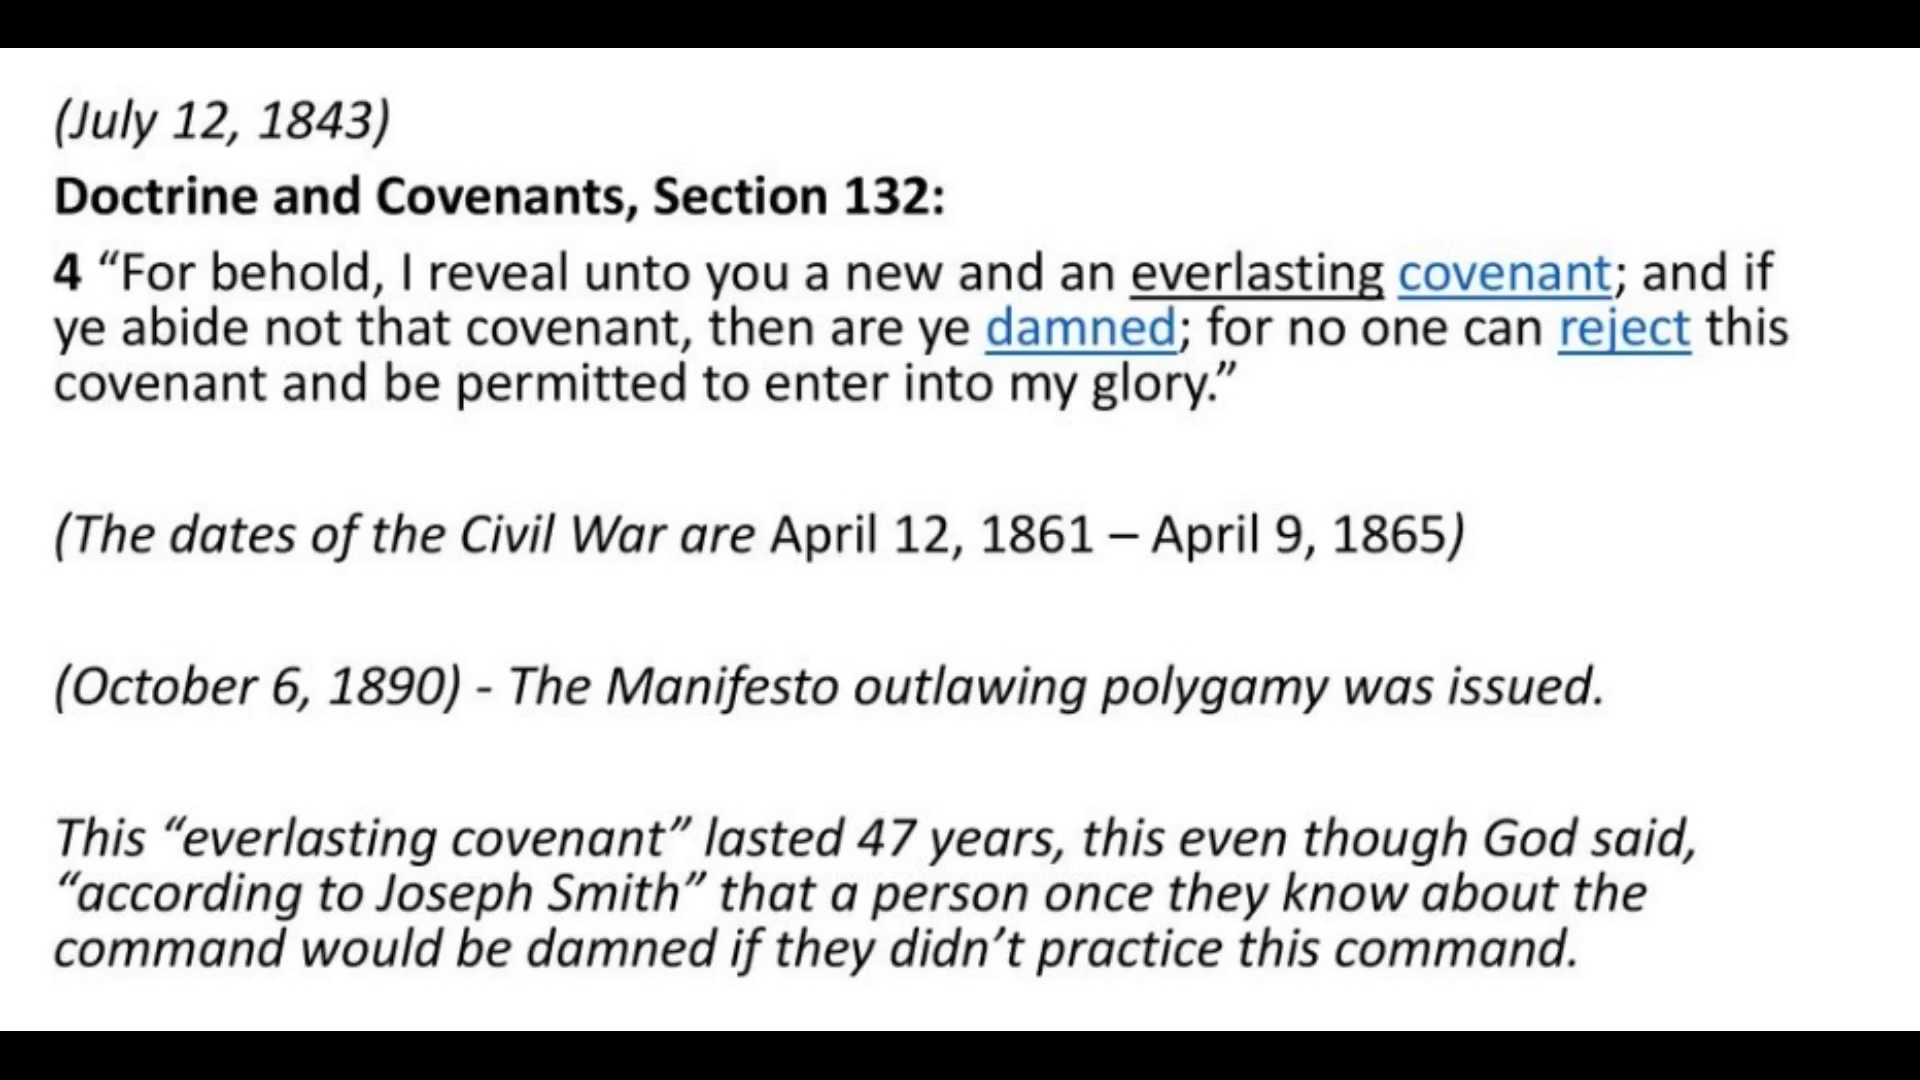 (July 12, 1843)
Doctrine and Covenants, Section 132:
4 “For behold, I reveal unto you a new and an everlasting covenant; and if
ye abide not that covenant, then are ye damned; for no one can reject this
covenant and be permitted to enter into my glory.”
(The dates of the Civil War are April 12, 1861 – April 9, 1865)
(October 6, 1890) - The Manifesto outlawing polygamy was issued.
This “everlasting covenant” lasted 47 years, this even though God said,
“according to Joseph Smith” that a person once they know about the
command would be damned if they didn’t practice this command.